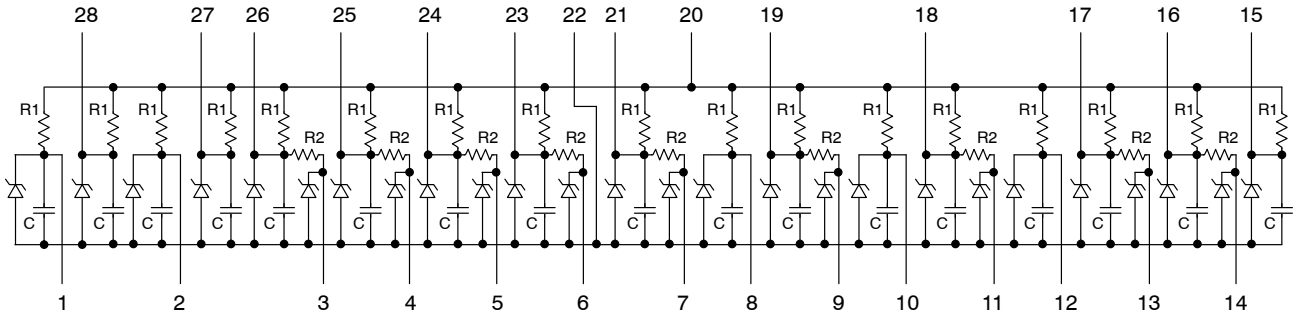 28 27 26 25 24 23 22 21 20 19 18 17 16 15
R1 R1 R1 R1 R1 R1 R1 R1 R1 R1 R1 R1 R1 R1 R1 R1 R1
R2 R2 R2 R2 R2 R2 R2 R2 R2
C C C C C C C C C C C C C C C C C
1 2 3 4 5 6 7 8 9 10 11 12 13 14